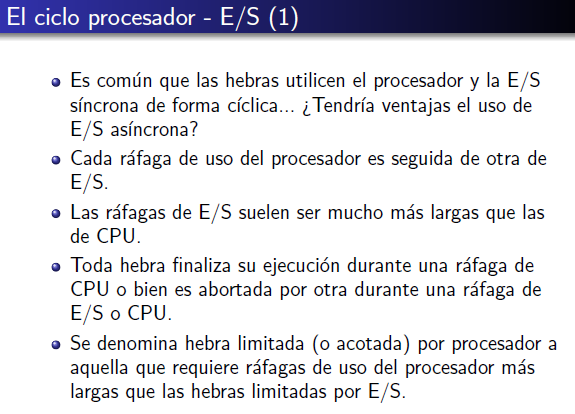 El ciclo procesador - E/S (1)
Es común que las hebras utilicen el procesador y la E/S
síncrona de forma cíclica... ¿Tendría ventajas el uso de
E/S asíncrona?
Cada ráfaga de uso del procesador es seguida de otra de
E/S.
Las ráfagas de E/S suelen ser mucho más largas que las
de CPU.
Toda hebra finaliza su ejecución durante una ráfaga de
CPU o bien es abortada por otra durante una ráfaga de
E/S o CPU.
Se denomina hebra limitada (o acotada) por procesador a
aquella que requiere ráfagas de uso del procesador más
largas que las hebras limitadas por E/S.